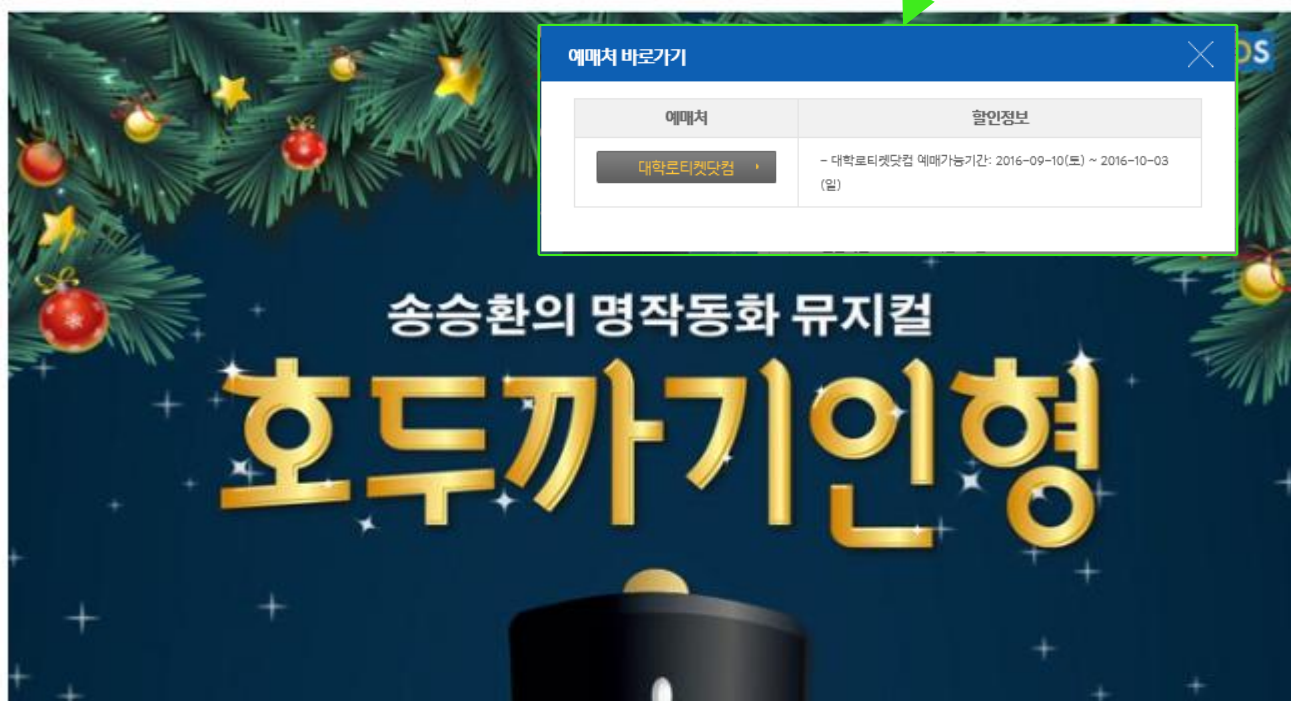 예매처 바로가기
DS
예매처 할인정보
대학로티켓닷컴
- 대학로티켓닷컴 예매가능기간: 2016-09-10(토) ~ 2016-10-03
(일)
송승환의 명작동화 뮤지컬
호두까기인형